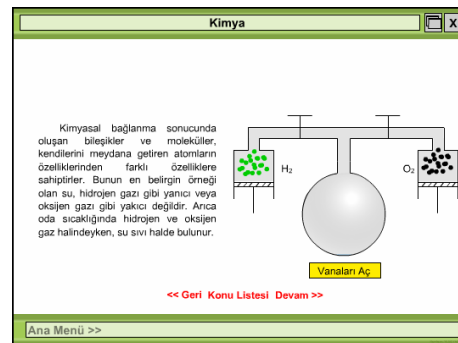 Kimya
X
Kimyasal bağlanma sonucunda
oluşan bileşikler ve moleküller,
kendilerini meydana getiren atomların
özelliklerinden farklı özelliklere
sahiptirler. Bunun en belirgin örneği
olan su, hidrojen gazı gibi yanıcı veya
oksijen gazı gibi yakıcı değildir. Arıca
oda sıcaklığında hidrojen ve oksijen
gaz halindeyken, su sıvı halde bulunur.
H₂
O₂
Vanaları Aç
<< Geri Konu Listesi Devam >>
Ana Menü >>